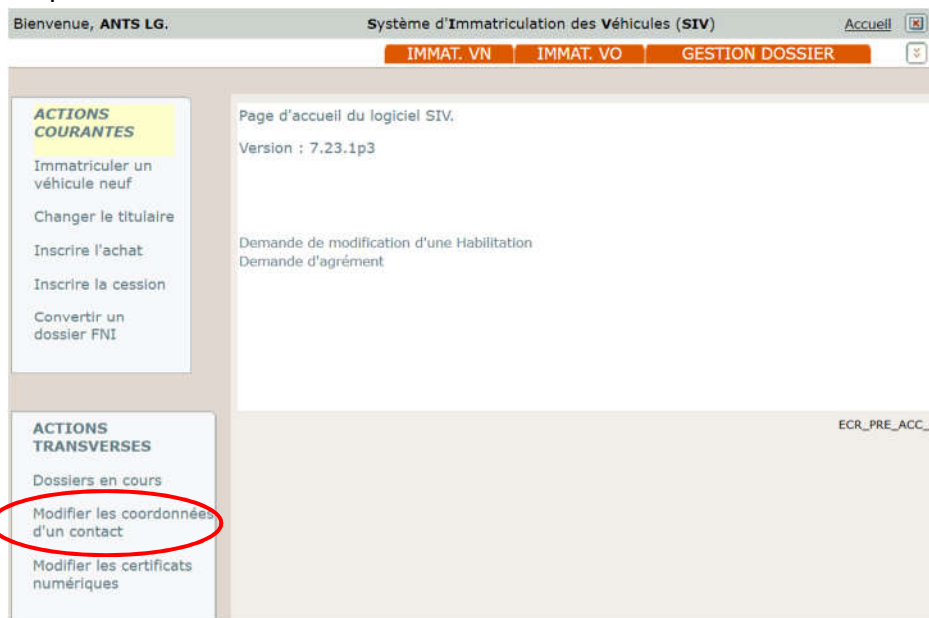 Bienvenue, ANTS LG.
Système d'Immatriculation des Véhicules (SIV)
Accueil
IMMAT. VN
IMMAT. VO
GESTION DOSSIER
ACTIONS
COURANTES
Immatriculer un
véhicule neuf
Changer le titulaire
Inscrire l'achat
Inscrire la cession
Convertir un
dossier FNI
Page d'accueil du logiciel SIV.
Version : 7.23.1p3
Demande de modification d'une Habilitation
Demande d'agrément
ECR_PRE_ACC_
ACTIONS
TRANSVERSES
Dossiers en cours
Modifier les coordonnées
d'un contact
Modifier les certificats
numériques